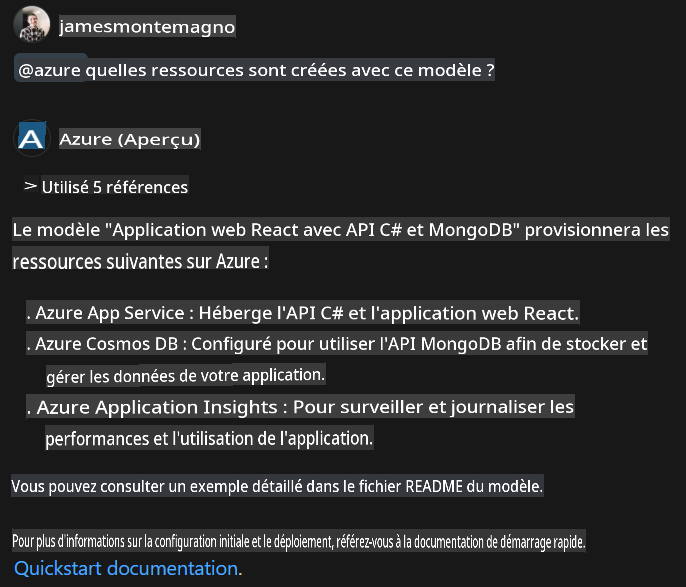 jamesmontemagno
@azure quelles ressources sont créées avec ce modèle ?
Azure (Aperçu)
> Utilisé 5 références
Le modèle "Application web React avec API C# et MongoDB" provisionnera les
ressources suivantes sur Azure :
. Azure App Service : Héberge l'API C# et l'application web React.
. Azure Cosmos DB : Configuré pour utiliser l'API MongoDB afin de stocker et
gérer les données de votre application.
. Azure Application Insights : Pour surveiller et journaliser les
performances et l'utilisation de l'application.
Vous pouvez consulter un exemple détaillé dans le fichier README du modèle.
Pour plus d'informations sur la configuration initiale et le déploiement, référez-vous à la documentation de démarrage rapide.
Quickstart documentation.